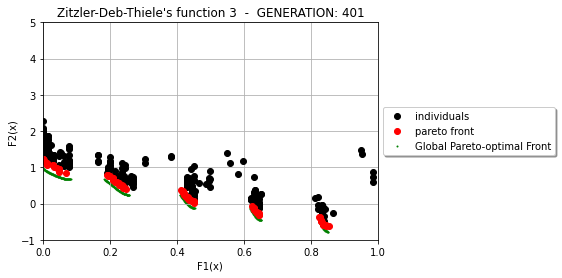 Zitzler-Deb-Thiele's function 3 - GENERATION: 401
5
4
3
2
1
0
−1
F2(x)
0.0 0.2 0.4 0.6 0.8 1.0
F1(x)
individuals
pareto front
Global Pareto-optimal Front